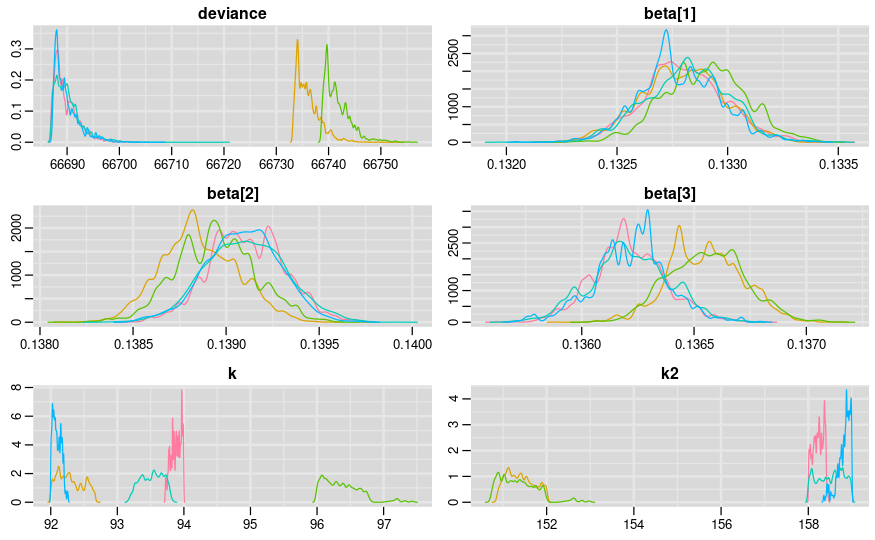 deviance
0.0 0.1 0.2 0.3
66690 66700 66710 66720 66730 66740 66750
beta[1]
0 1000 2500
0.1320 0.1325 0.1330 0.1335
beta[2]
0 1000 2000
0.1380 0.1385 0.1390 0.1395 0.1400
beta[3]
0 1000 2500
0.1360 0.1365 0.1370
k
0 2 4 6 8
92 93 94 95 96 97
k2
0 1 2 3 4
152 154 156 158